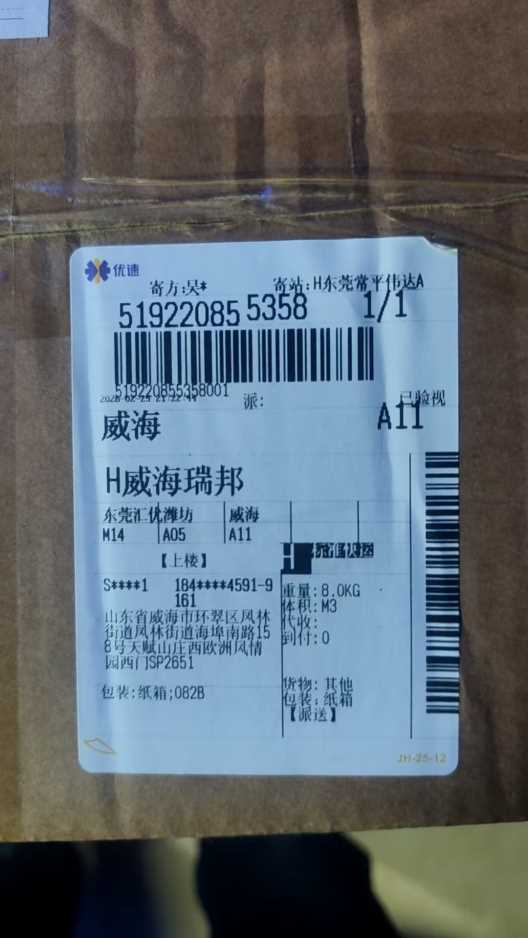 优速
寄方:吴* 寄站:H东莞常平伟达A
51922085 5358 1/1
519220855358001
派: 已验视
威海 A11
H威海瑞邦
东莞汇优潍坊 威海
M14 A05 A11
【上楼】
H 标准快运
S****1 184****4591-9
161
山东省威海市环翠区凤林
街道凤林街道海埠南路15
8号天赋山庄西欧洲风情
园西门SP2651
包装:纸箱;082B
重量:8.0KG
体积:M3
代收:
到付:0
货物: 其他
包装: 纸箱
【派送】
JH-25-12